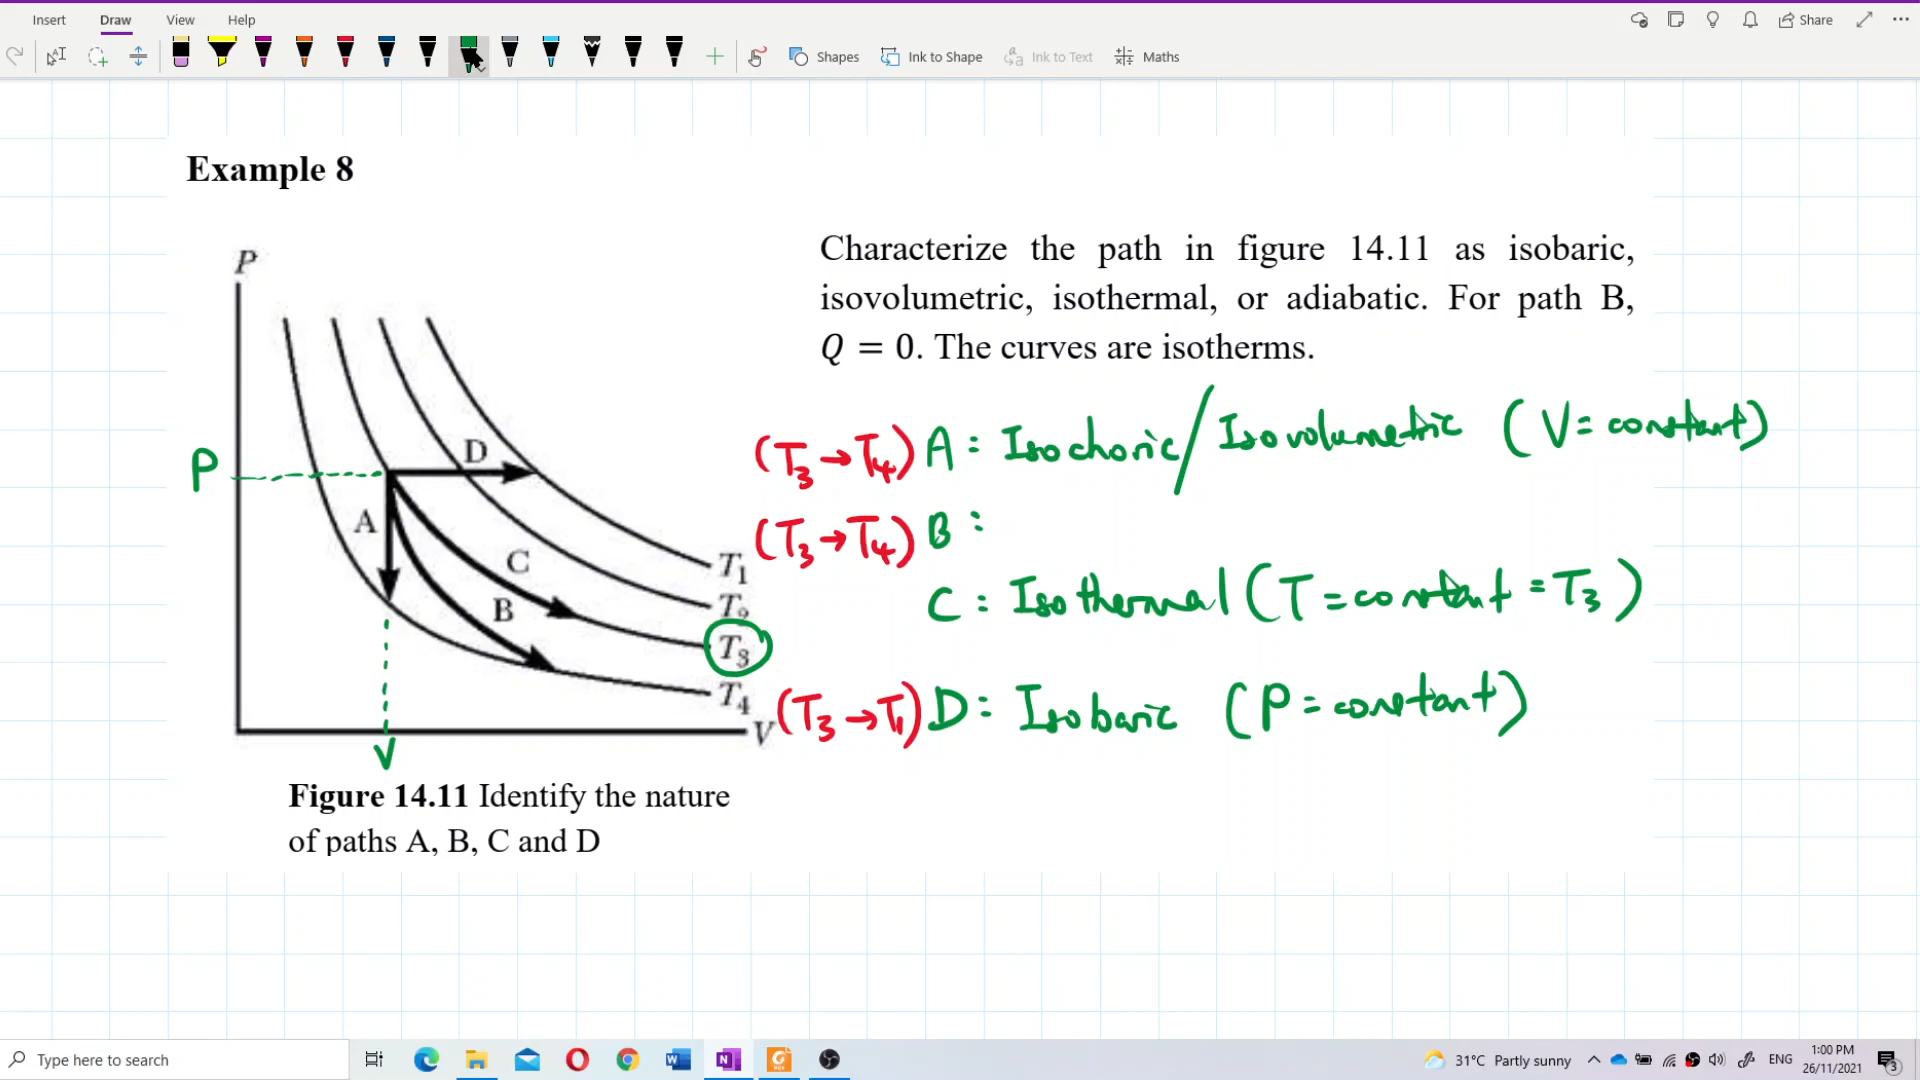 Insert Draw View Help
Share
Shapes Ink to Shape Ink to Text Maths
Example 8
Characterize the path in figure 14.11 as isobaric,
isovolumetric, isothermal, or adiabatic. For path B,
Q = 0. The curves are isotherms.
P
P
D
A
C
B
T1
T2
T3
T4
V
V
(T3 → T4) A : Isochoric / Isovolumetric (V = constant)
(T3 → T4) B :
C : Isothermal (T = constant = T3)
(T3 → T1) D : Isobaric (P = constant)
Figure 14.11 Identify the nature
of paths A, B, C and D
Type here to search
31°C Partly sunny
ENG
1:00 PM
26/11/2021
3